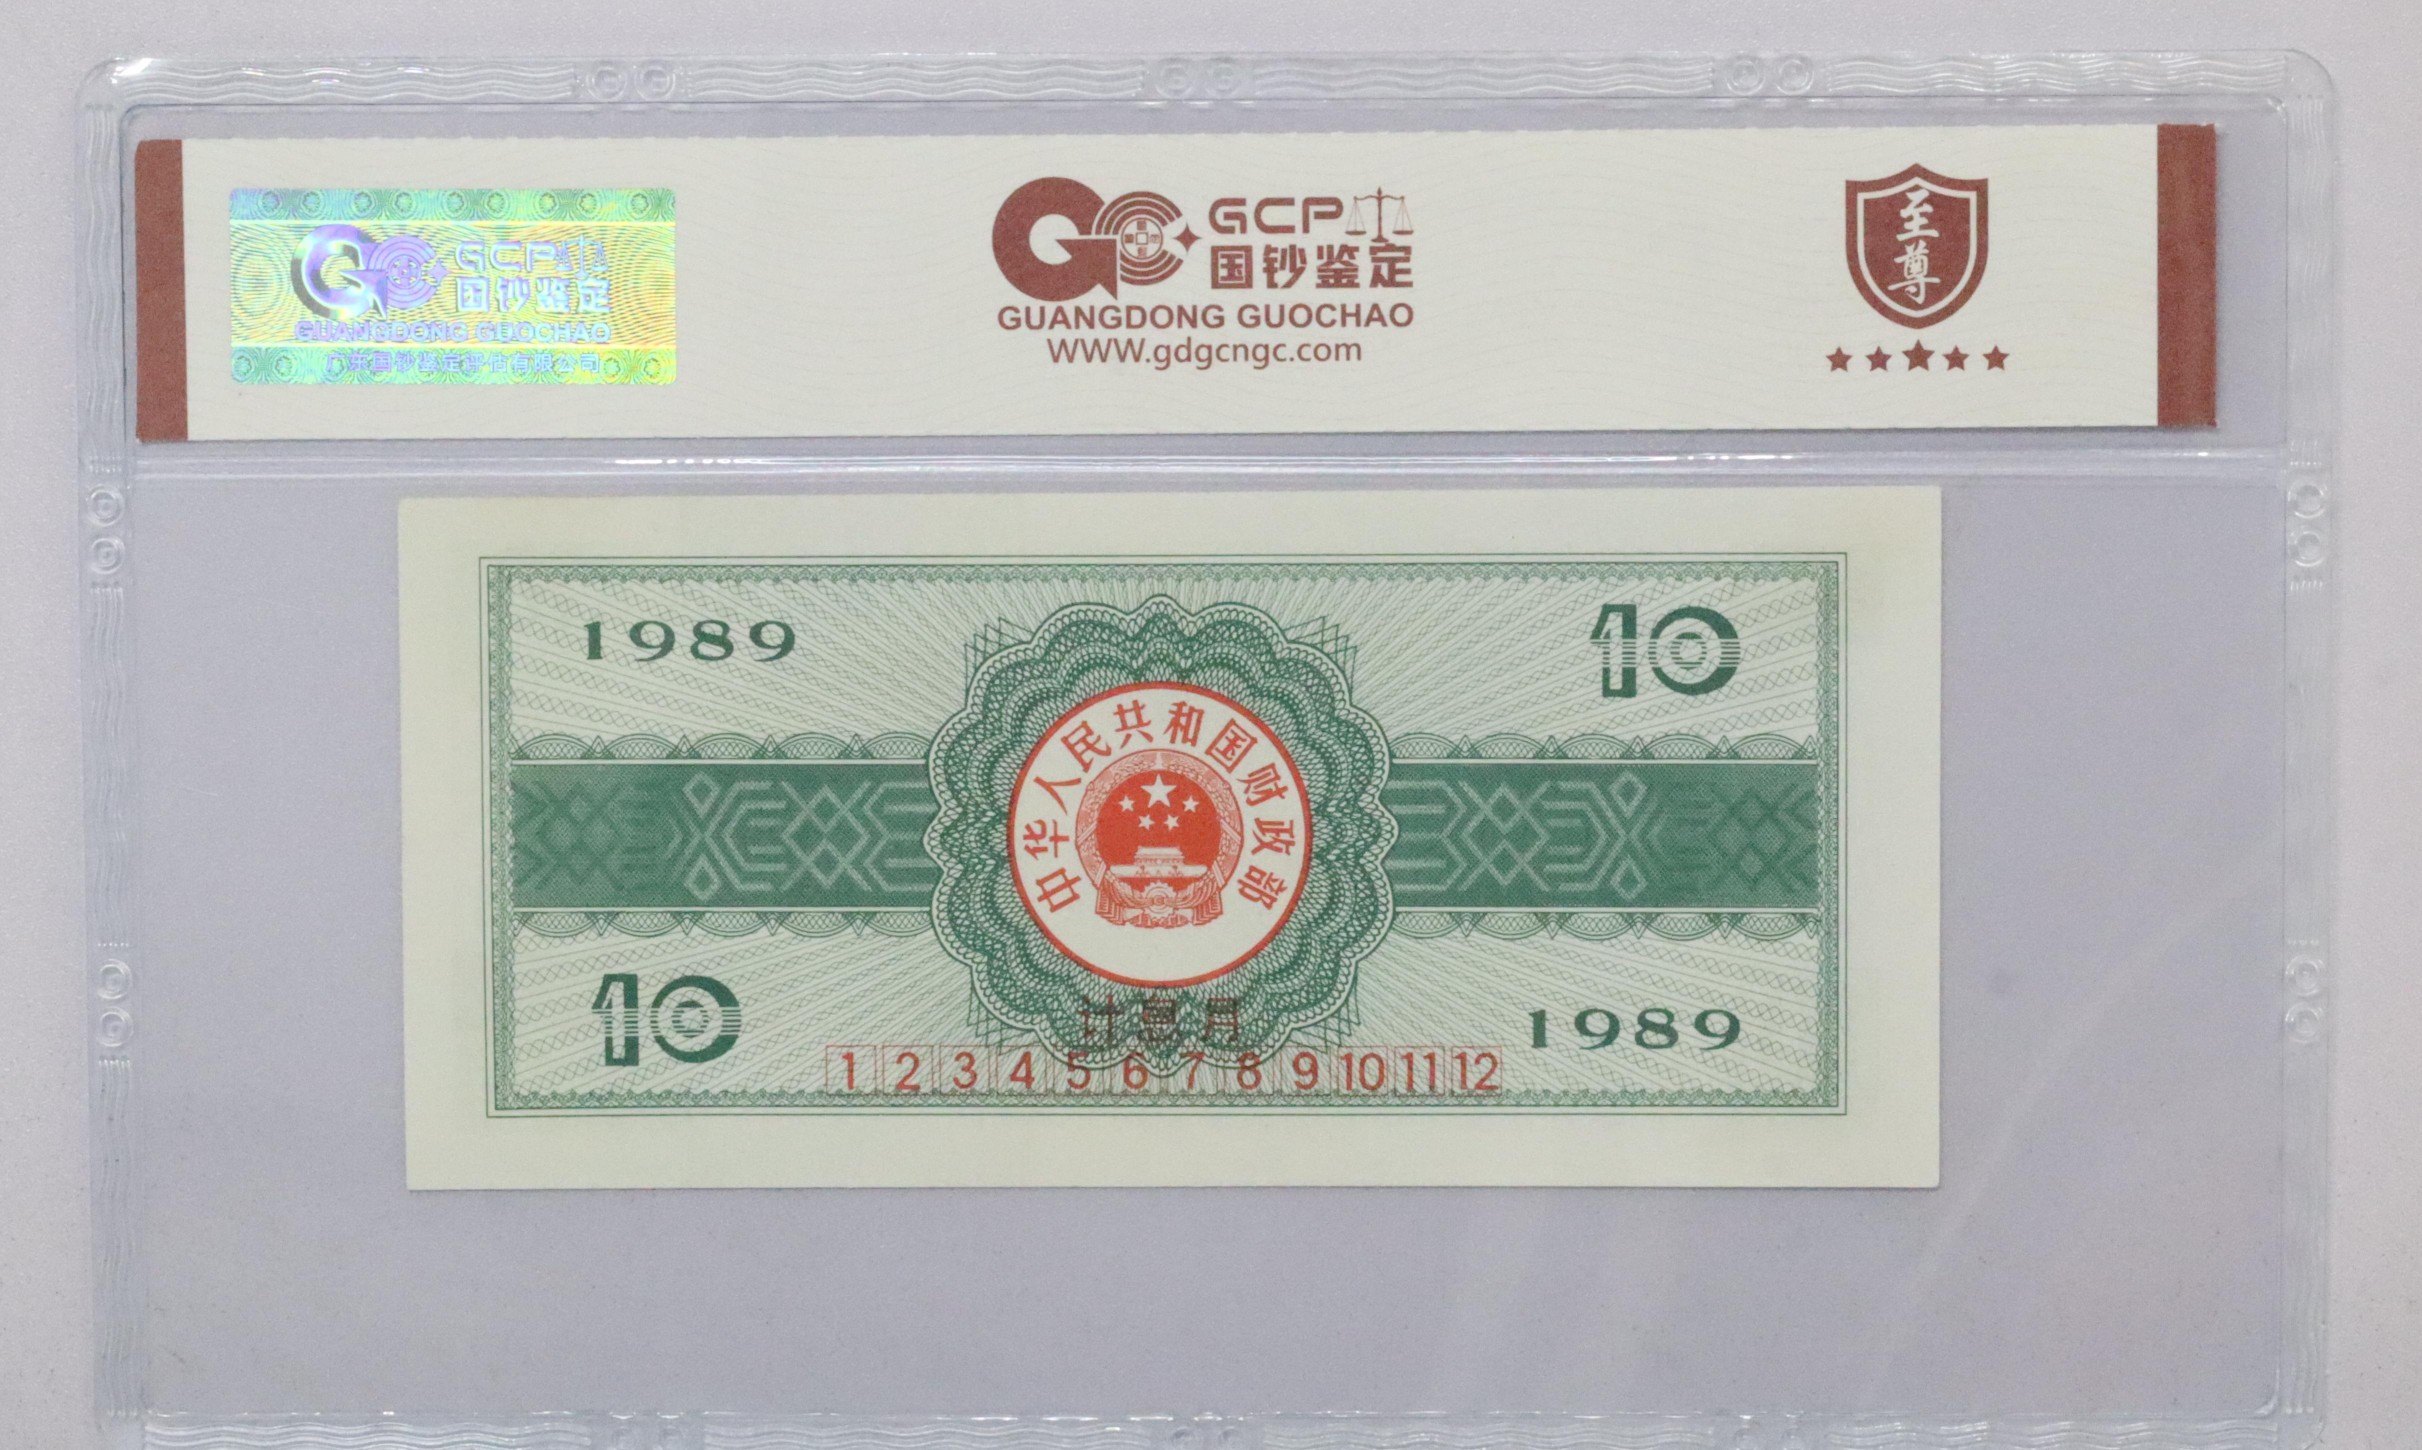 GCP
国钞鉴定
GUANGDONG GUOCHAO
广东国钞鉴定评估有限公司
GCP
国钞鉴定
GUANGDONG GUOCHAO
WWW.gdgcngc.com
至尊
1989
10
中华人民共和国财政部
10
计息月
1989
1 2 3 4 5 6 7 8 9 10 11 12